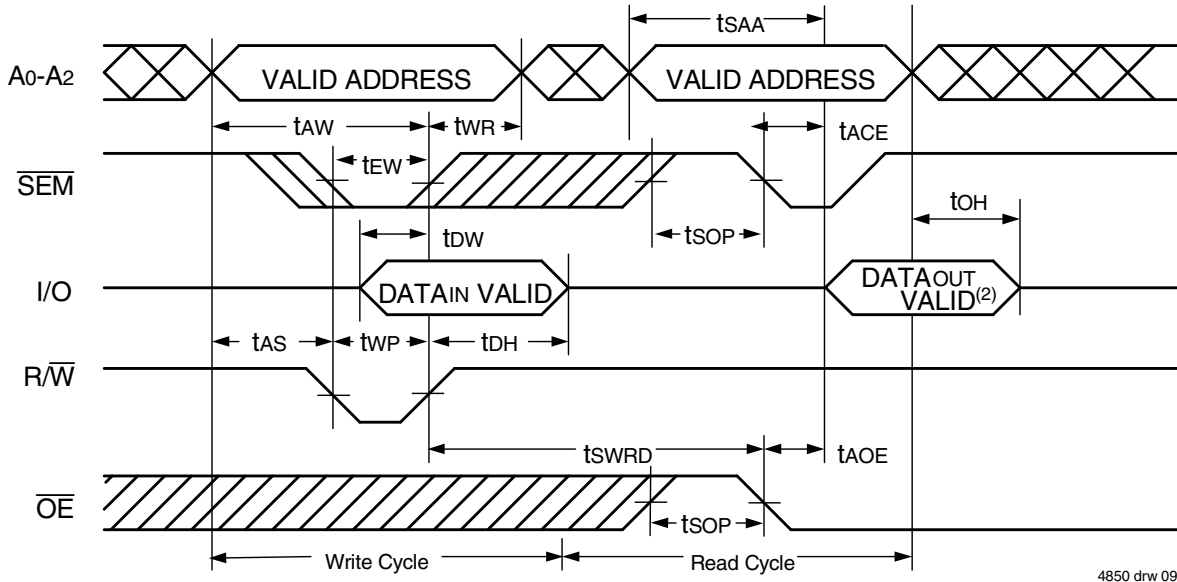 tSAA
A0-A2
VALID ADDRESS
VALID ADDRESS
tAW
tWR
tACE
tEW
SEM
tOH
tDW
tSOP
I/O
DATAIN VALID
DATAOUT
VALID(2)
tAS
tWP
tDH
R/W
tSWRD
tAOE
OE
tSOP
Write Cycle
Read Cycle
4850 drw 09